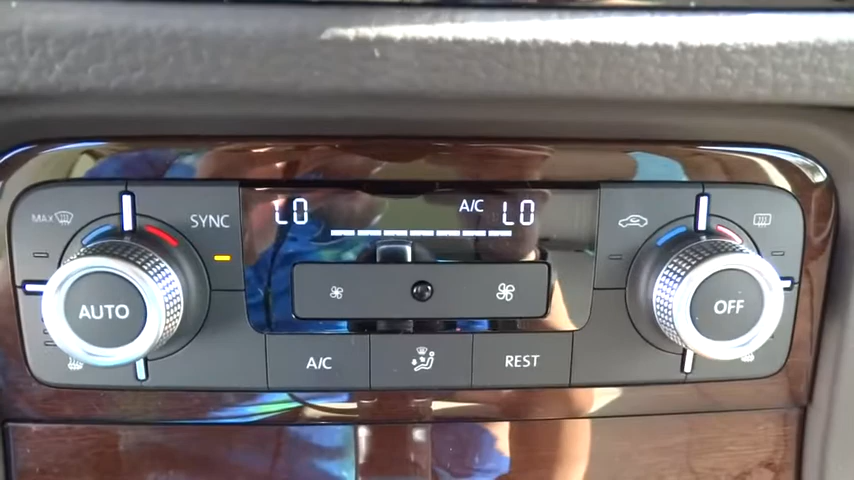 MAX
SYNC
LO
A/C
LO
AUTO
OFF
A/C
REST